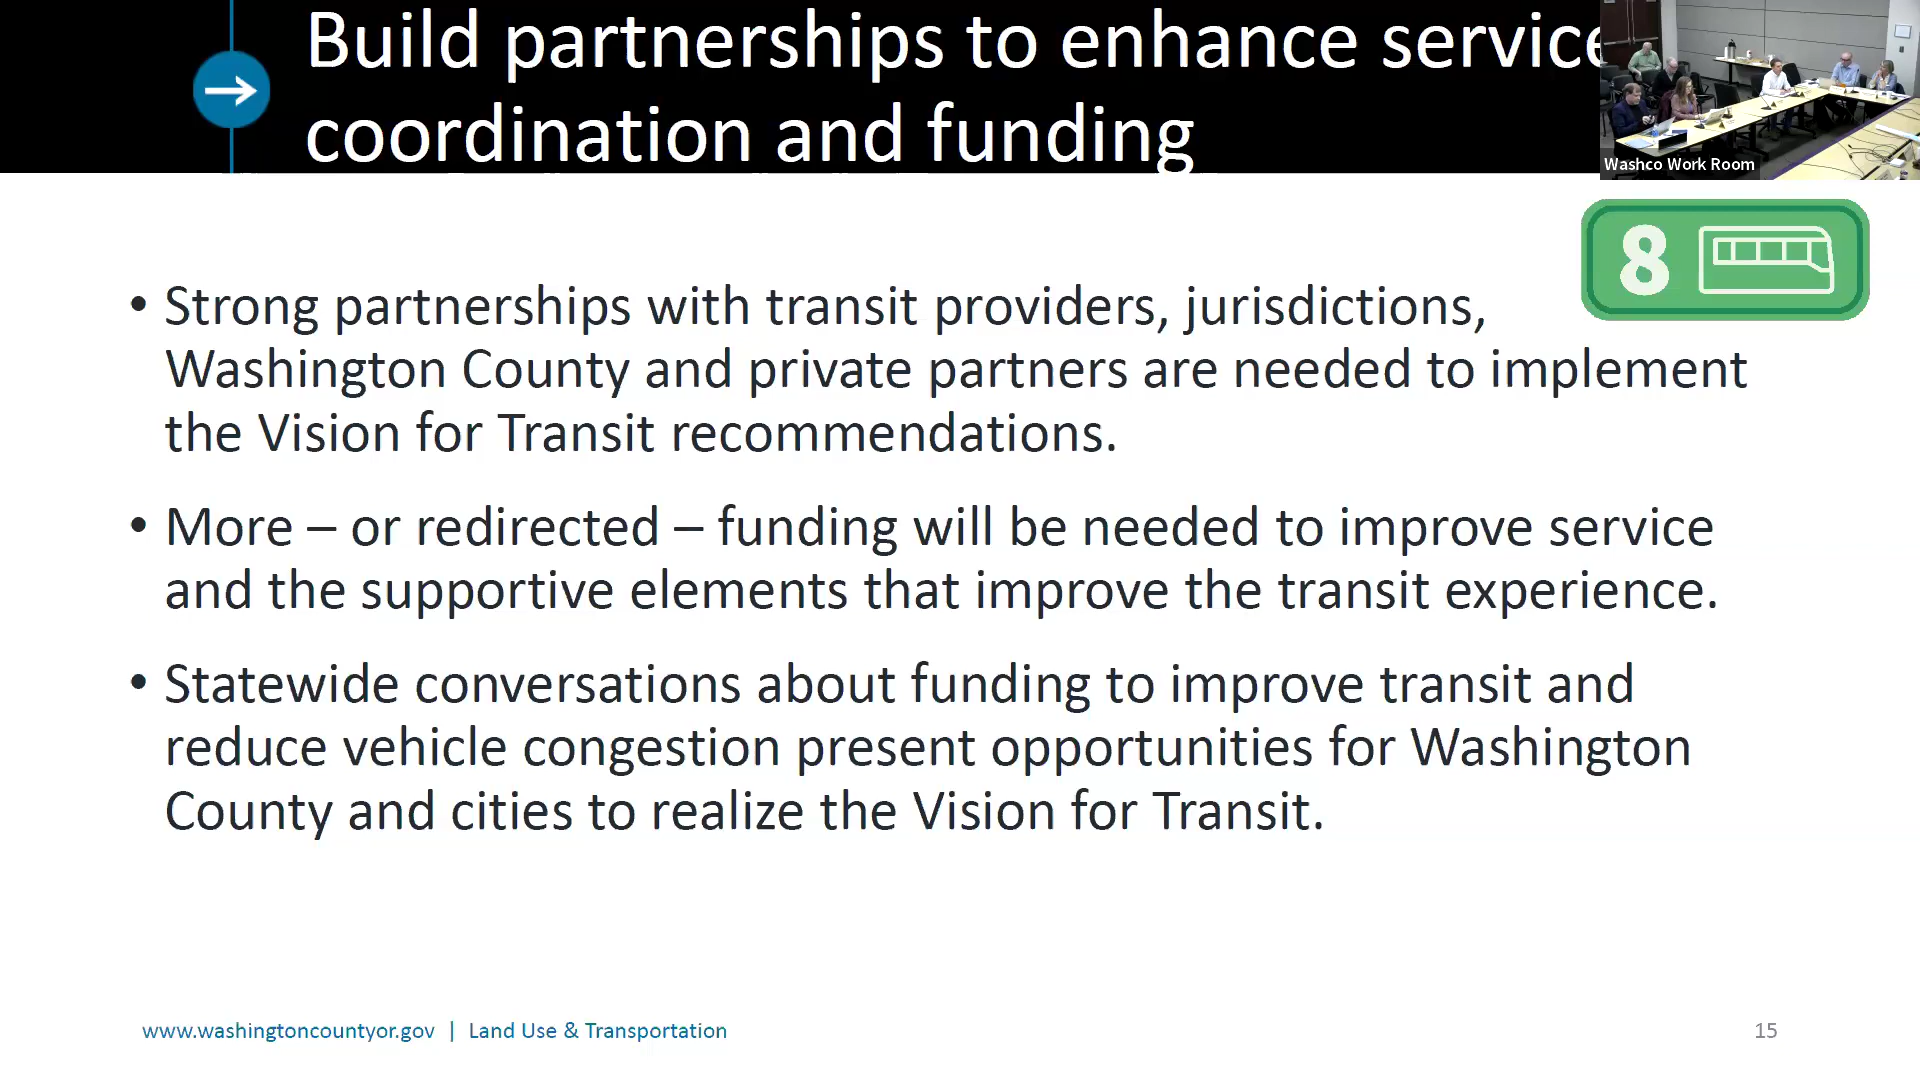 Build partnerships to enhance service
coordination and funding
Washco Work Room
8
• Strong partnerships with transit providers, jurisdictions,
Washington County and private partners are needed to implement
the Vision for Transit recommendations.
• More – or redirected – funding will be needed to improve service
and the supportive elements that improve the transit experience.
• Statewide conversations about funding to improve transit and
reduce vehicle congestion present opportunities for Washington
County and cities to realize the Vision for Transit.
www.washingtoncountyor.gov | Land Use & Transportation
15